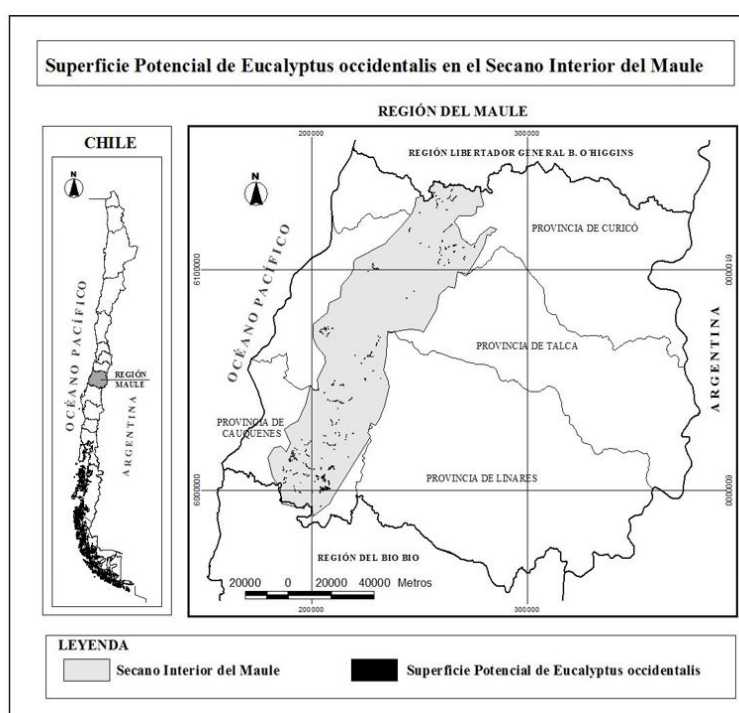 Superficie Potencial de Eucalyptus occidentalis en el Secano Interior del Maule
CHILE
N
OCÉANO PACÍFICO
REGIÓN
MAULE
ARGENTINA
REGIÓN DEL MAULE
200000
300000
REGIÓN LIBERTADOR GENERAL B. O'HIGGINS
N
OCÉANO PACÍFICO
PROVINCIA DE CURICÓ
6100000
6100000
PROVINCIA DE TALCA
ARGENTINA
PROVINCIA DE
CAUQUENES
PROVINCIA DE LINARES
6000000
6000000
REGIÓN DEL BIO BIO
20000 0 20000 40000 Metros
200000
300000
LEYENDA
Secano Interior del Maule
Superficie Potencial de Eucalyptus occidentalis